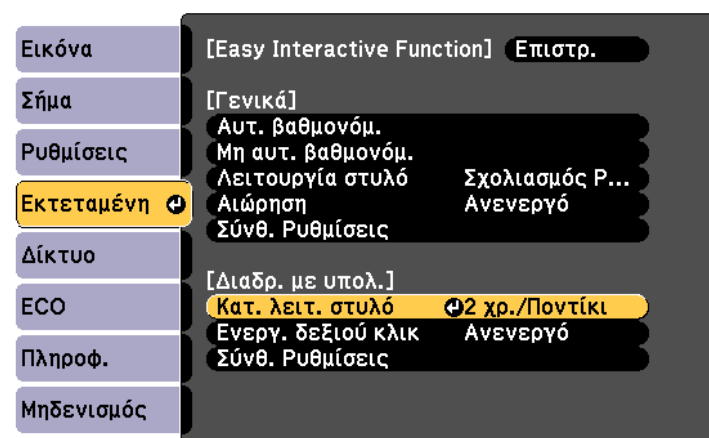 Εικόνα
Σήμα
Ρυθμίσεις
Εκτεταμένη
Δίκτυο
ECO
Πληροφ.
Μηδενισμός
[Easy Interactive Function] Επιστρ.
[Γενικά]
Αυτ. βαθμονόμ.
Μη αυτ. βαθμονόμ.
Λειτουργία στυλό Σχολιασμός Ρ...
Αιώρηση Ανενεργό
Σύνθ. Ρυθμίσεις
[Διαδρ. με υπολ.]
Κατ. λειτ. στυλό 2 χρ./Ποντίκι
Ενεργ. δεξιού κλικ Ανενεργό
Σύνθ. Ρυθμίσεις